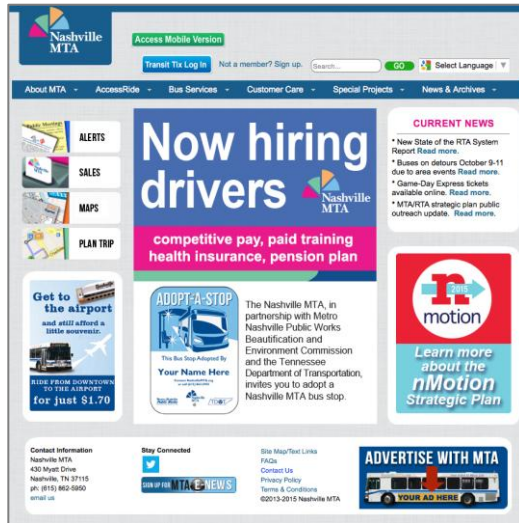 Nashville
MTA
Access Mobile Version
Transit Tix Log In
Not a member? Sign up.
Search...
GO
Select Language
About MTA
AccessRide
Bus Services
Customer Care
Special Projects
News & Archives
ALERTS
SALES
MAPS
PLAN TRIP
Now hiring
drivers
Nashville
MTA
competitive pay, paid training
health insurance, pension plan
CURRENT NEWS
* New State of the RTA System
Report Read more.
* Buses on detours October 9-11
due to area events Read more.
* Game-Day Express tickets
available online. Read more.
* MTA/RTA strategic plan public
outreach update. Read more.
Get to
the airport
and still afford a
little souvenir.
RIDE FROM DOWNTOWN
TO THE AIRPORT
for just $1.70
ADOPT-A-STOP
This Bus Stop Adopted By
Your Name Here
The Nashville MTA, in
partnership with Metro
Nashville Public Works
Beautification and
Environment Commission
and the Tennessee
Department of Transportation,
invites you to adopt a
Nashville MTA bus stop.
2015
n
motion
Learn more
about the
nMotion
Strategic Plan
Contact Information
Nashville MTA
430 Myatt Drive
Nashville, TN 37115
ph: (615) 862-5950
email us
Stay Connected
SIGN UP FOR MTA E-NEWS
Site Map/Text Links
FAQs
Contact Us
Privacy Policy
Terms & Conditions
©2013-2015 Nashville MTA
ADVERTISE WITH MTA
YOUR AD HERE